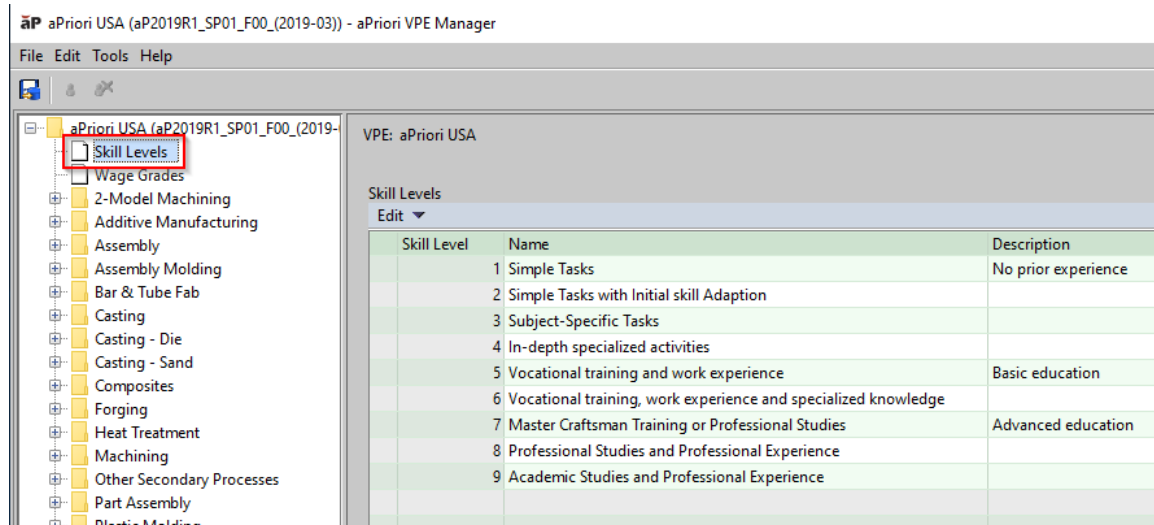 aP aPriori USA (aP2019R1_SP01_F00_(2019-03)) - aPriori VPE Manager
File Edit Tools Help
aPriori USA (aP2019R1_SP01_F00_(2019-
Skill Levels
Wage Grades
2-Model Machining
Additive Manufacturing
Assembly
Assembly Molding
Bar & Tube Fab
Casting
Casting - Die
Casting - Sand
Composites
Forging
Heat Treatment
Machining
Other Secondary Processes
Part Assembly
Plastic Molding
VPE: aPriori USA
Skill Levels
Edit
Skill Level Name Description
1 Simple Tasks No prior experience
2 Simple Tasks with Initial skill Adaption
3 Subject-Specific Tasks
4 In-depth specialized activities
5 Vocational training and work experience Basic education
6 Vocational training, work experience and specialized knowledge
7 Master Craftsman Training or Professional Studies Advanced education
8 Professional Studies and Professional Experience
9 Academic Studies and Professional Experience